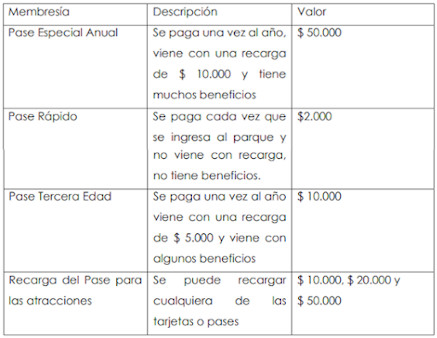 Membresía Descripción Valor
Pase Especial Anual Se paga una vez al año, $ 50.000
viene con una recarga
de $ 10.000 y tiene
muchos beneficios
Pase Rápido Se paga cada vez que $2.000
se ingresa al parque y
no viene con recarga,
no tiene beneficios.
Pase Tercera Edad Se paga una vez al año $ 10.000
viene con una recarga
de $ 5.000 y viene con
algunos beneficios
Recarga del Pase para Se puede recargar $ 10.000, $ 20.000 y
las atracciones cualquiera de las $ 50.000
tarjetas o pases